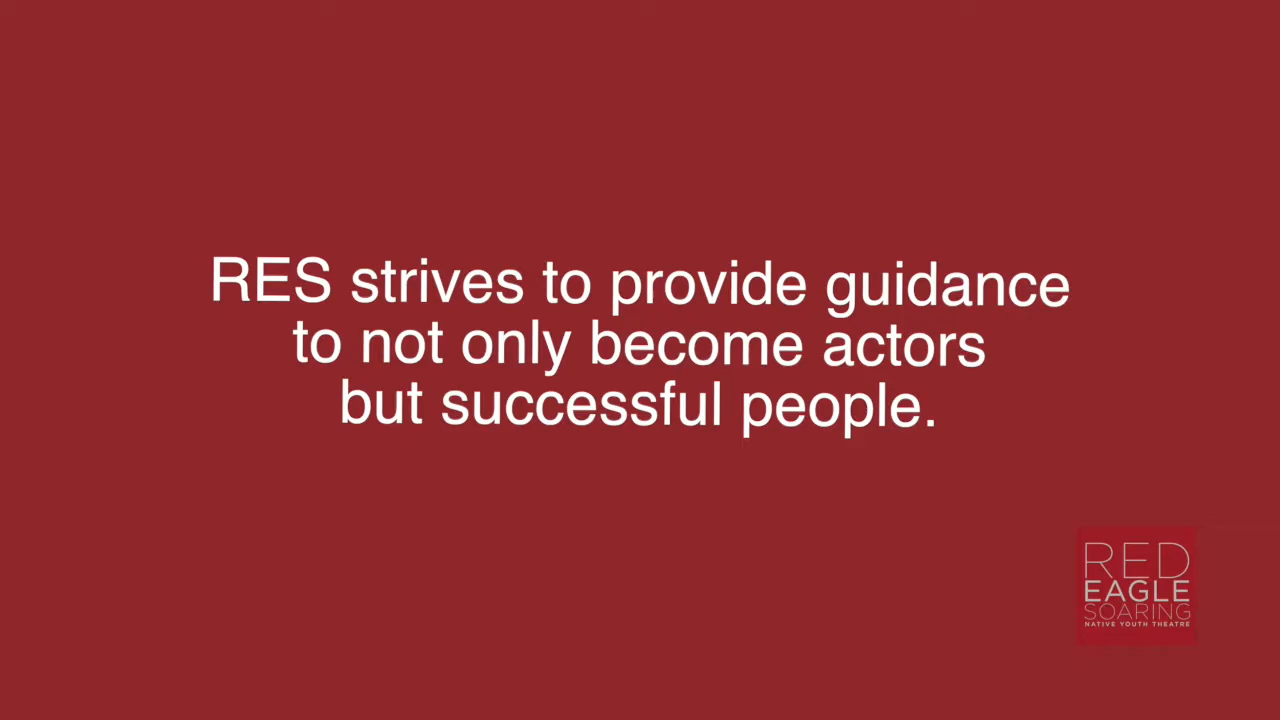 RES strives to provide guidance
to not only become actors
but successful people.
RED
EAGLE
SOARING
NATIVE YOUTH THEATRE